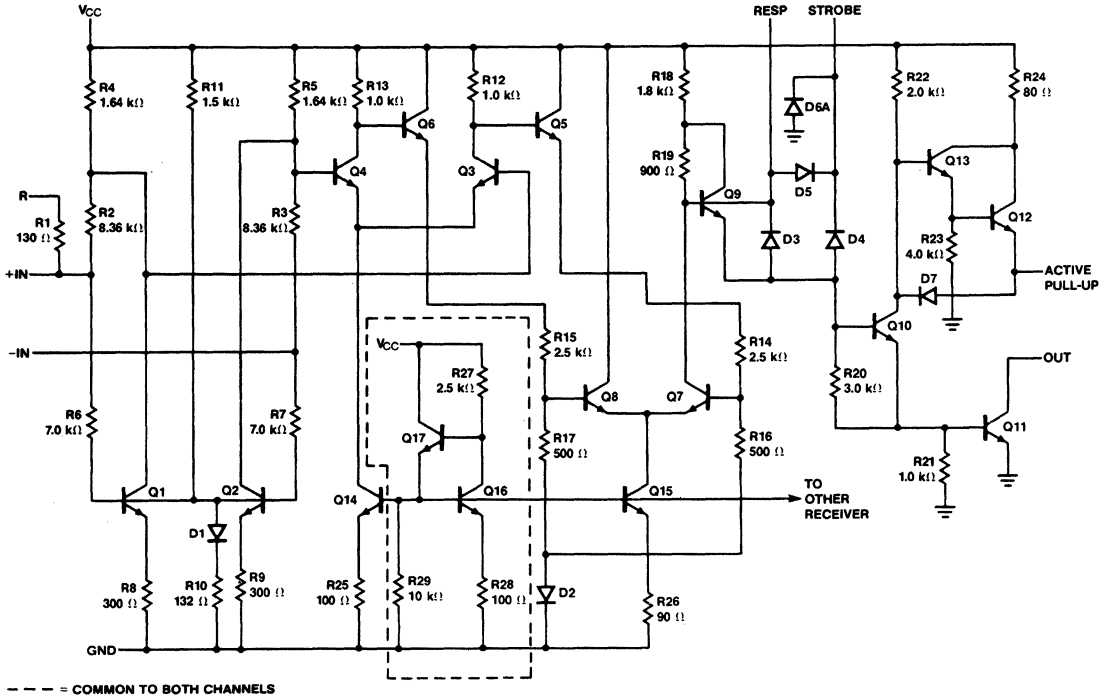 VCC
RESP
STROBE
R4
1.64 kΩ
R11
1.5 kΩ
R5
1.64 kΩ
R13
1.0 kΩ
Q6
R12
1.0 kΩ
Q5
R18
1.8 kΩ
D6A
R22
2.0 kΩ
R24
80 Ω
Q4
Q3
R19
900 Ω
Q9
D5
Q13
Q12
R
R1
130 Ω
R2
8.36 kΩ
R3
8.36 kΩ
D3
D4
R23
4.0 kΩ
+IN
D7
ACTIVE
PULL-UP
VCC
R27
2.5 kΩ
R15
2.5 kΩ
R14
2.5 kΩ
Q10
−IN
OUT
Q8
Q7
R20
3.0 kΩ
R6
7.0 kΩ
R7
7.0 kΩ
Q17
R17
500 Ω
R16
500 Ω
Q11
R21
1.0 kΩ
Q1
Q2
Q14
Q16
Q15
TO
OTHER
RECEIVER
D1
R8
300 Ω
R10
132 Ω
R9
300 Ω
R25
100 Ω
R29
10 kΩ
R28
100 Ω
D2
R26
90 Ω
GND
– – – – = COMMON TO BOTH CHANNELS